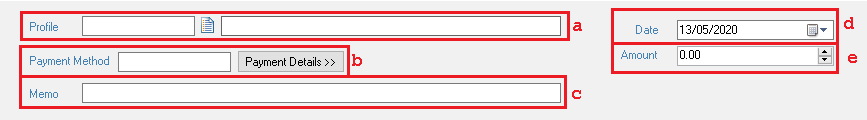 Profile a
Date 13/05/2020 d
Payment Method Payment Details >> b
Amount 0.00 e
Memo c